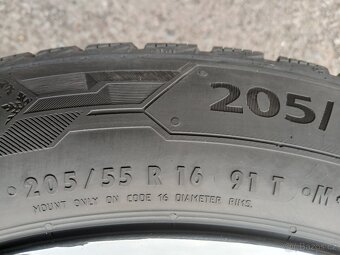 205/
205/55 R 16 91 T M
MOUNT ONLY ON CODE 16 DIAMETER RIMS.